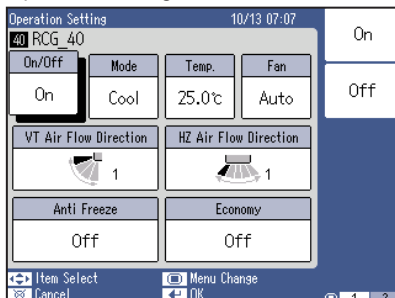 Operation Setting 10/13 07:07
40 RCG_40
On/Off Mode Temp. Fan
On Cool 25.0℃ Auto
VT Air Flow Direction HZ Air Flow Direction
1 1
Anti Freeze Economy
Off Off
Item Select Menu Change
Cancel OK
On
Off
1 2